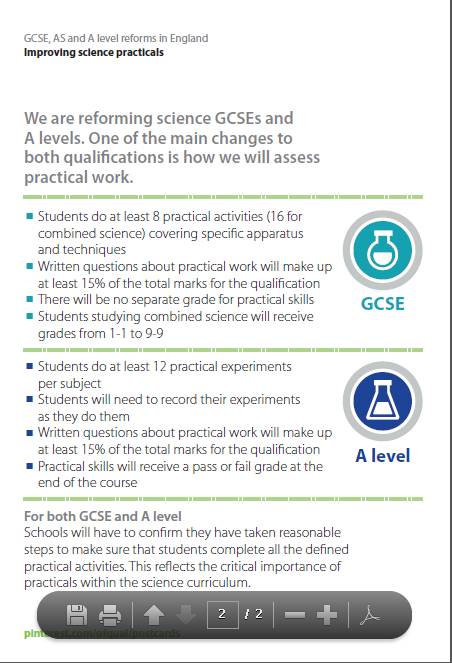 GCSE, AS and A level reforms in England
Improving science practicals
We are reforming science GCSEs and
A levels. One of the main changes to
both qualifications is how we will assess
practical work.
Students do at least 8 practical activities (16 for
combined science) covering specific apparatus
and techniques
Written questions about practical work will make up
at least 15% of the total marks for the qualification
There will be no separate grade for practical skills
Students studying combined science will receive
grades from 1-1 to 9-9
GCSE
Students do at least 12 practical experiments
per subject
Students will need to record their experiments
as they do them
Written questions about practical work will make up
at least 15% of the total marks for the qualification
Practical skills will receive a pass or fail grade at the
end of the course
A level
For both GCSE and A level
Schools will have to confirm they have taken reasonable
steps to make sure that students complete all the defined
practical activities. This reflects the critical importance of
practicals within the science curriculum.
2 / 2
pinterest.com/ofqual/postcards